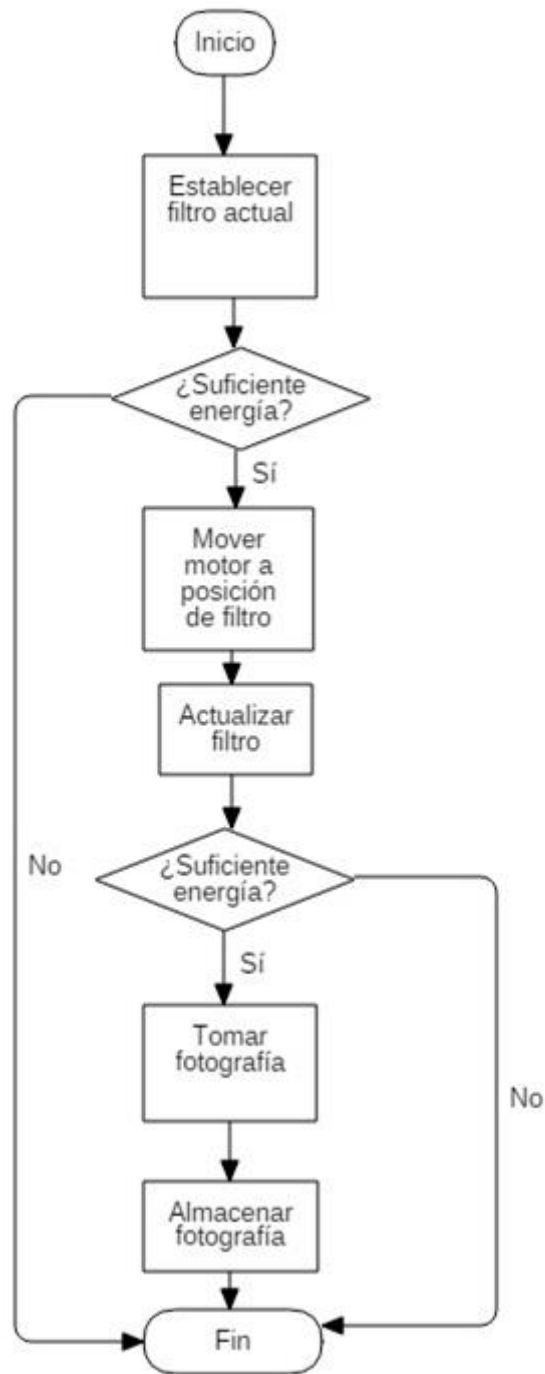 Inicio
Establecer
filtro actual
¿Suficiente
energía?
Sí
Mover
motor a
posición
de filtro
Actualizar
filtro
No
¿Suficiente
energía?
Sí
Tomar
fotografía
No
Almacenar
fotografía
Fin